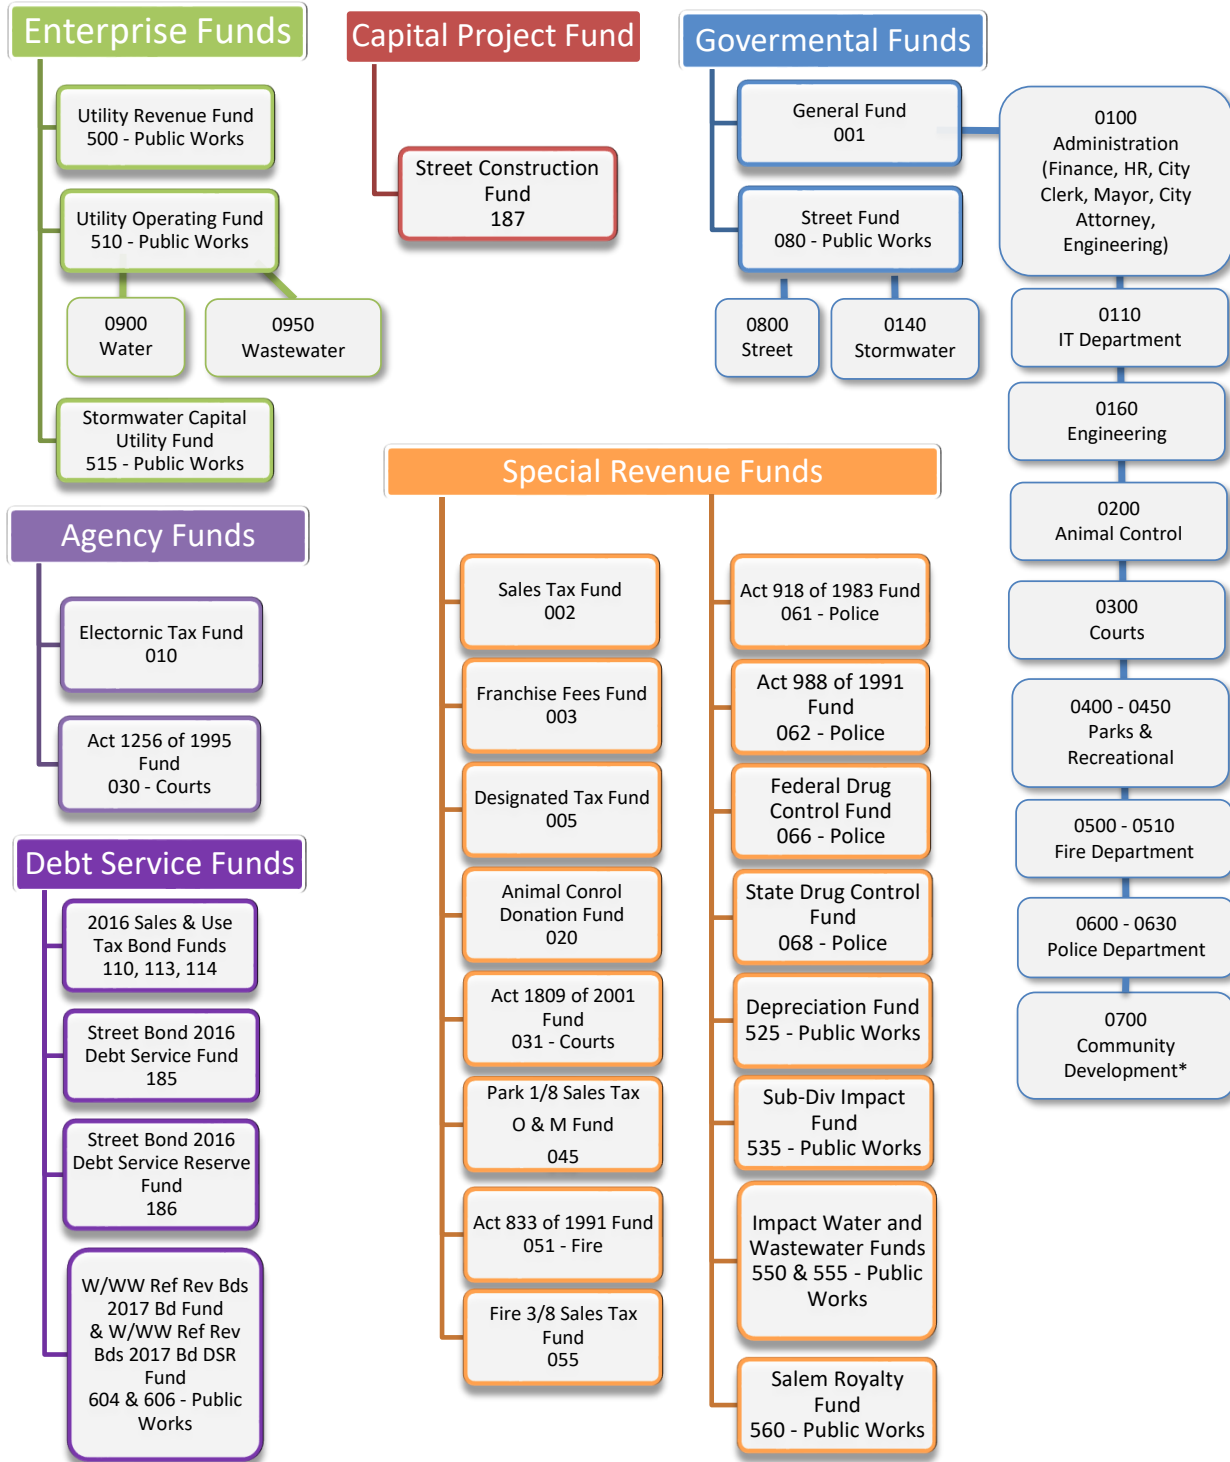 Enterprise Funds
Utility Revenue Fund
500 - Public Works
Utility Operating Fund
510 - Public Works
0900
Water
0950
Wastewater
Stormwater Capital
Utility Fund
515 - Public Works
Capital Project Fund
Street Construction
Fund
187
Govermental Funds
General Fund
001
Street Fund
080 - Public Works
0800
Street
0140
Stormwater
0100
Administration
(Finance, HR, City
Clerk, Mayor, City
Attorney,
Engineering)
0110
IT Department
0160
Engineering
0200
Animal Control
0300
Courts
0400 - 0450
Parks &
Recreational
0500 - 0510
Fire Department
0600 - 0630
Police Department
0700
Community
Development*
Agency Funds
Electornic Tax Fund
010
Act 1256 of 1995
Fund
030 - Courts
Debt Service Funds
2016 Sales & Use
Tax Bond Funds
110, 113, 114
Street Bond 2016
Debt Service Fund
185
Street Bond 2016
Debt Service Reserve
Fund
186
W/WW Ref Rev Bds
2017 Bd Fund
& W/WW Ref Rev
Bds 2017 Bd DSR
Fund
604 & 606 - Public
Works
Special Revenue Funds
Sales Tax Fund
002
Franchise Fees Fund
003
Designated Tax Fund
005
Animal Conrol
Donation Fund
020
Act 1809 of 2001
Fund
031 - Courts
Park 1/8 Sales Tax
O & M Fund
045
Act 833 of 1991 Fund
051 - Fire
Fire 3/8 Sales Tax
Fund
055
Act 918 of 1983 Fund
061 - Police
Act 988 of 1991
Fund
062 - Police
Federal Drug
Control Fund
066 - Police
State Drug Control
Fund
068 - Police
Depreciation Fund
525 - Public Works
Sub-Div Impact
Fund
535 - Public Works
Impact Water and
Wastewater Funds
550 & 555 - Public
Works
Salem Royalty
Fund
560 - Public Works